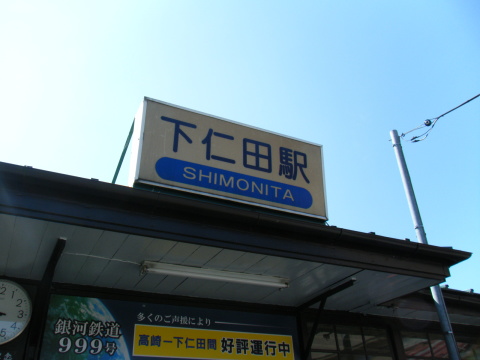 下仁田駅
SHIMONITA
多くのご声援により
銀河鉄道
999号
高崎ー下仁田間 好評運行中